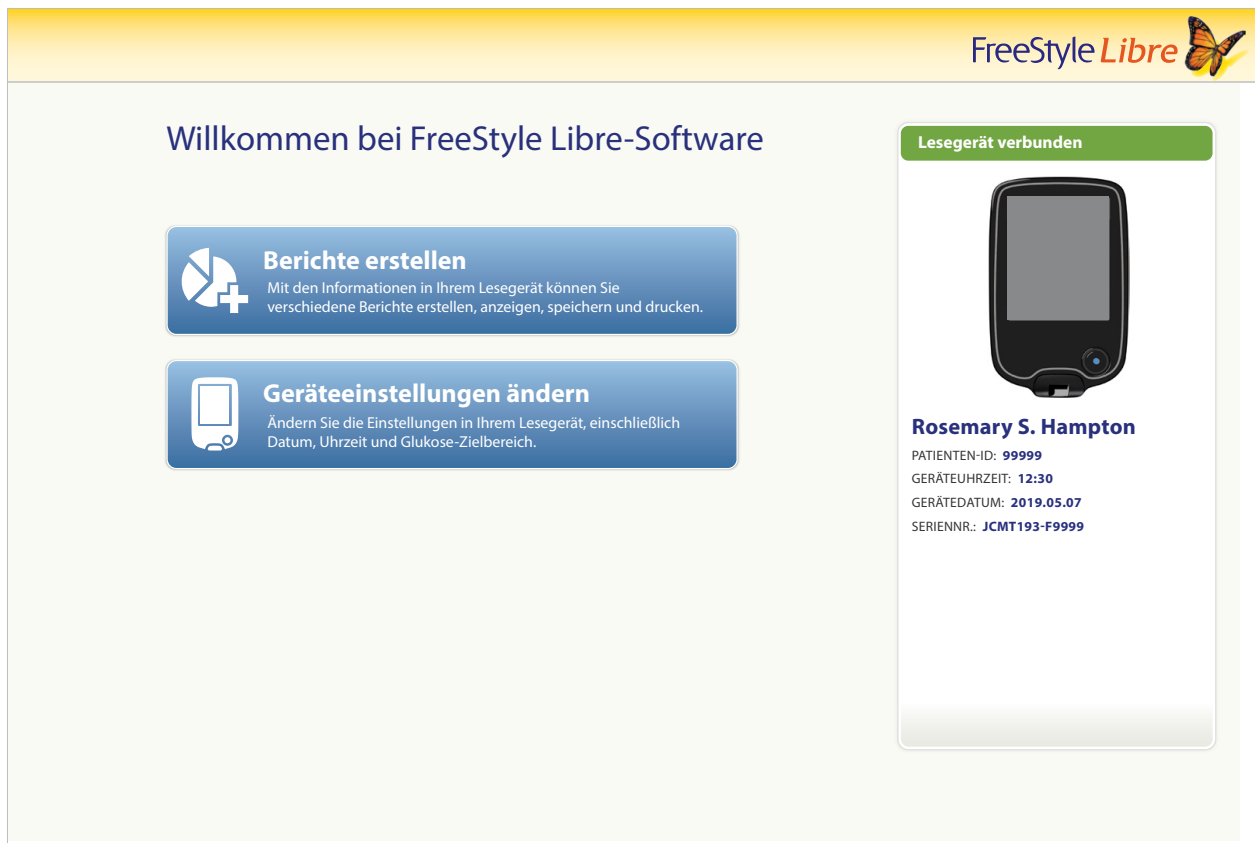 FreeStyle Libre
Willkommen bei FreeStyle Libre-Software
Berichte erstellen
Mit den Informationen in Ihrem Lesegerät können Sie
verschiedene Berichte erstellen, anzeigen, speichern und drucken.
Geräteeinstellungen ändern
Ändern Sie die Einstellungen in Ihrem Lesegerät, einschließlich
Datum, Uhrzeit und Glukose-Zielbereich.
Lesegerät verbunden
Rosemary S. Hampton
PATIENTEN-ID: 99999
GERÄTEUHRZEIT: 12:30
GERÄTEDATUM: 2019.05.07
SERIENNR.: JCMT193-F9999